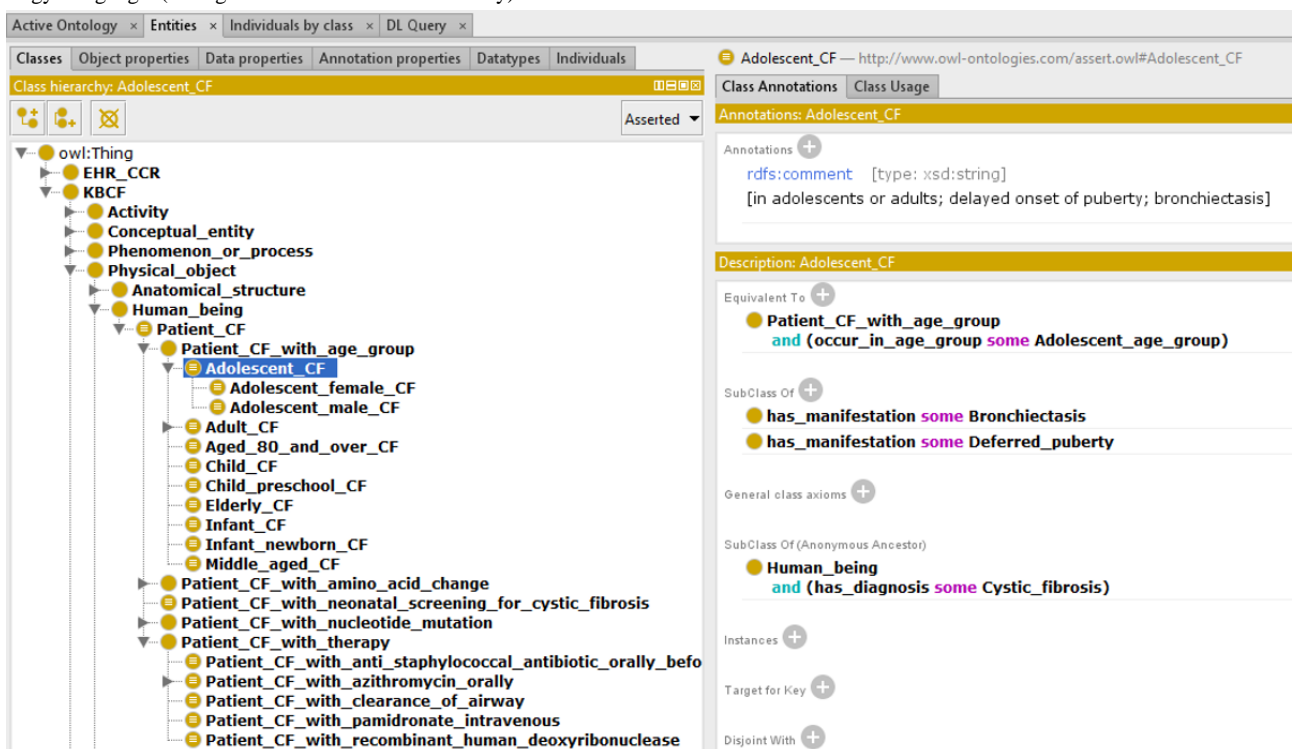 Active Ontology × Entities × Individuals by class × DL Query ×
Classes Object properties Data properties Annotation properties Datatypes Individuals
Class hierarchy: Adolescent_CF
Asserted
owl:Thing
EHR_CCR
KBCF
Activity
Conceptual_entity
Phenomenon_or_process
Physical_object
Anatomical_structure
Human_being
Patient_CF
Patient_CF_with_age_group
Adolescent_CF
Adolescent_female_CF
Adolescent_male_CF
Adult_CF
Aged_80_and_over_CF
Child_CF
Child_preschool_CF
Elderly_CF
Infant_CF
Infant_newborn_CF
Middle_aged_CF
Patient_CF_with_amino_acid_change
Patient_CF_with_neonatal_screening_for_cystic_fibrosis
Patient_CF_with_nucleotide_mutation
Patient_CF_with_therapy
Patient_CF_with_anti_staphylococcal_antibiotic_orally_befo
Patient_CF_with_azithromycin_orally
Patient_CF_with_clearance_of_airway
Patient_CF_with_pamidronate_intravenous
Patient_CF_with_recombinant_human_deoxyribonuclease
Adolescent_CF — http://www.owl-ontologies.com/assert.owl#Adolescent_CF
Class Annotations Class Usage
Annotations: Adolescent_CF
Annotations
rdfs:comment [type: xsd:string]
[in adolescents or adults; delayed onset of puberty; bronchiectasis]
Description: Adolescent_CF
Equivalent To
Patient_CF_with_age_group
and (occur_in_age_group some Adolescent_age_group)
SubClass Of
has_manifestation some Bronchiectasis
has_manifestation some Deferred_puberty
General class axioms
SubClass Of (Anonymous Ancestor)
Human_being
and (has_diagnosis some Cystic_fibrosis)
Instances
Target for Key
Disjoint With